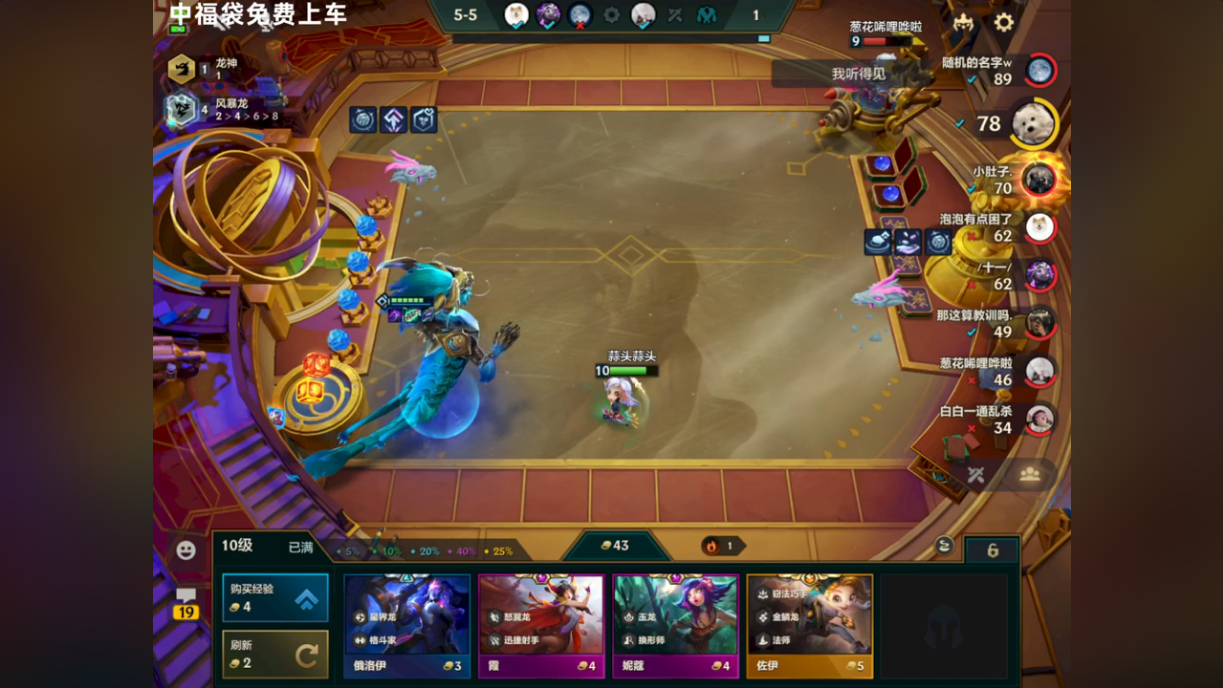 中福袋免费上车
5-5
1
葱花唏哩哗啦
9
1
龙神
1
4
风暴龙
2 > 4 > 6 > 8
我听得见
随机的名字w
89
78
小肚子.
70
泡泡有点困了
62
/十一/
62
那这算教训吗.
49
葱花唏哩哗啦
46
白白一通乱杀
34
蒜头蒜头
10
10级
已满
5%
10%
20%
40%
25%
43
1
6
购买经验
4
刷新
2
19
星界龙
格斗家
俄洛伊
3
怒翼龙
迅捷射手
霞
4
玉龙
换形师
妮蔻
4
窃法巧手
金鳞龙
法师
佐伊
5